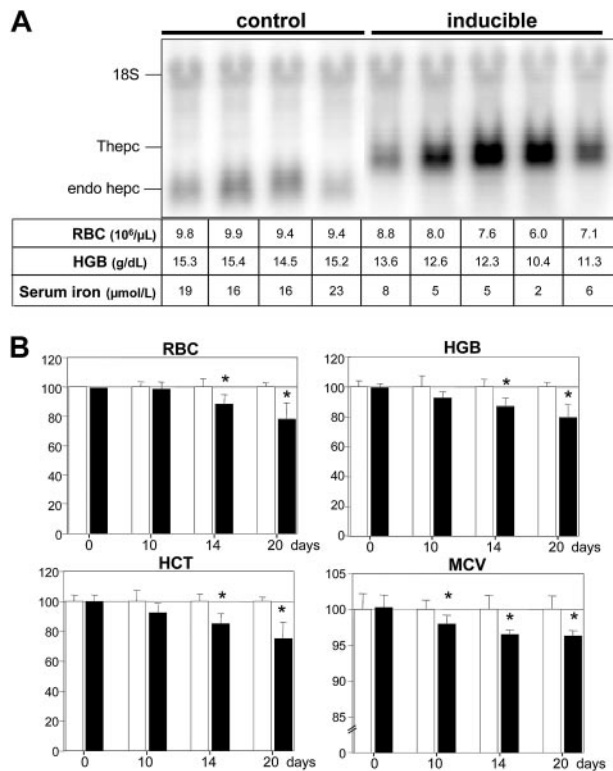 A
control inducible
18S
Thepc
endo hepc
RBC (10⁶/μL) 9.8 9.9 9.4 9.4 8.8 8.0 7.6 6.0 7.1
HGB (g/dL) 15.3 15.4 14.5 15.2 13.6 12.6 12.3 10.4 11.3
Serum iron (μmol/L) 19 16 16 23 8 5 5 2 6
B
RBC
120
100
80
60
40
20
0
* *
0 10 14 20 days
HGB
120
100
80
60
40
20
0
* *
0 10 14 20 days
HCT
120
100
80
60
40
20
0
* *
0 10 14 20 days
MCV
105
100
95
90
85
0
* * *
0 10 14 20 days